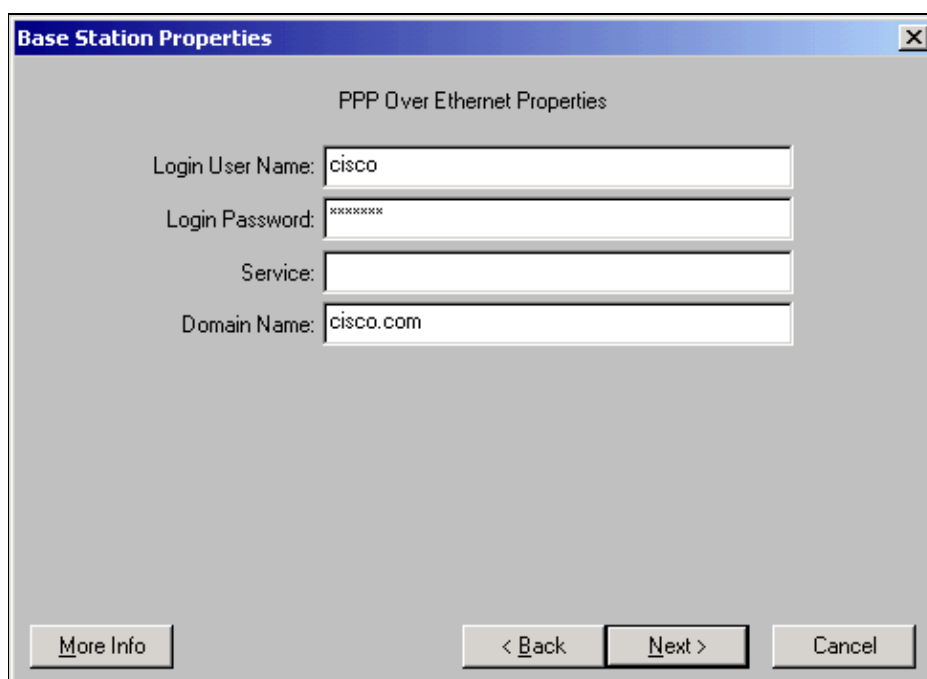 Base Station Properties
PPP Over Ethernet Properties
Login User Name: cisco
Login Password: *******
Service:
Domain Name: cisco.com
More Info < Back Next > Cancel